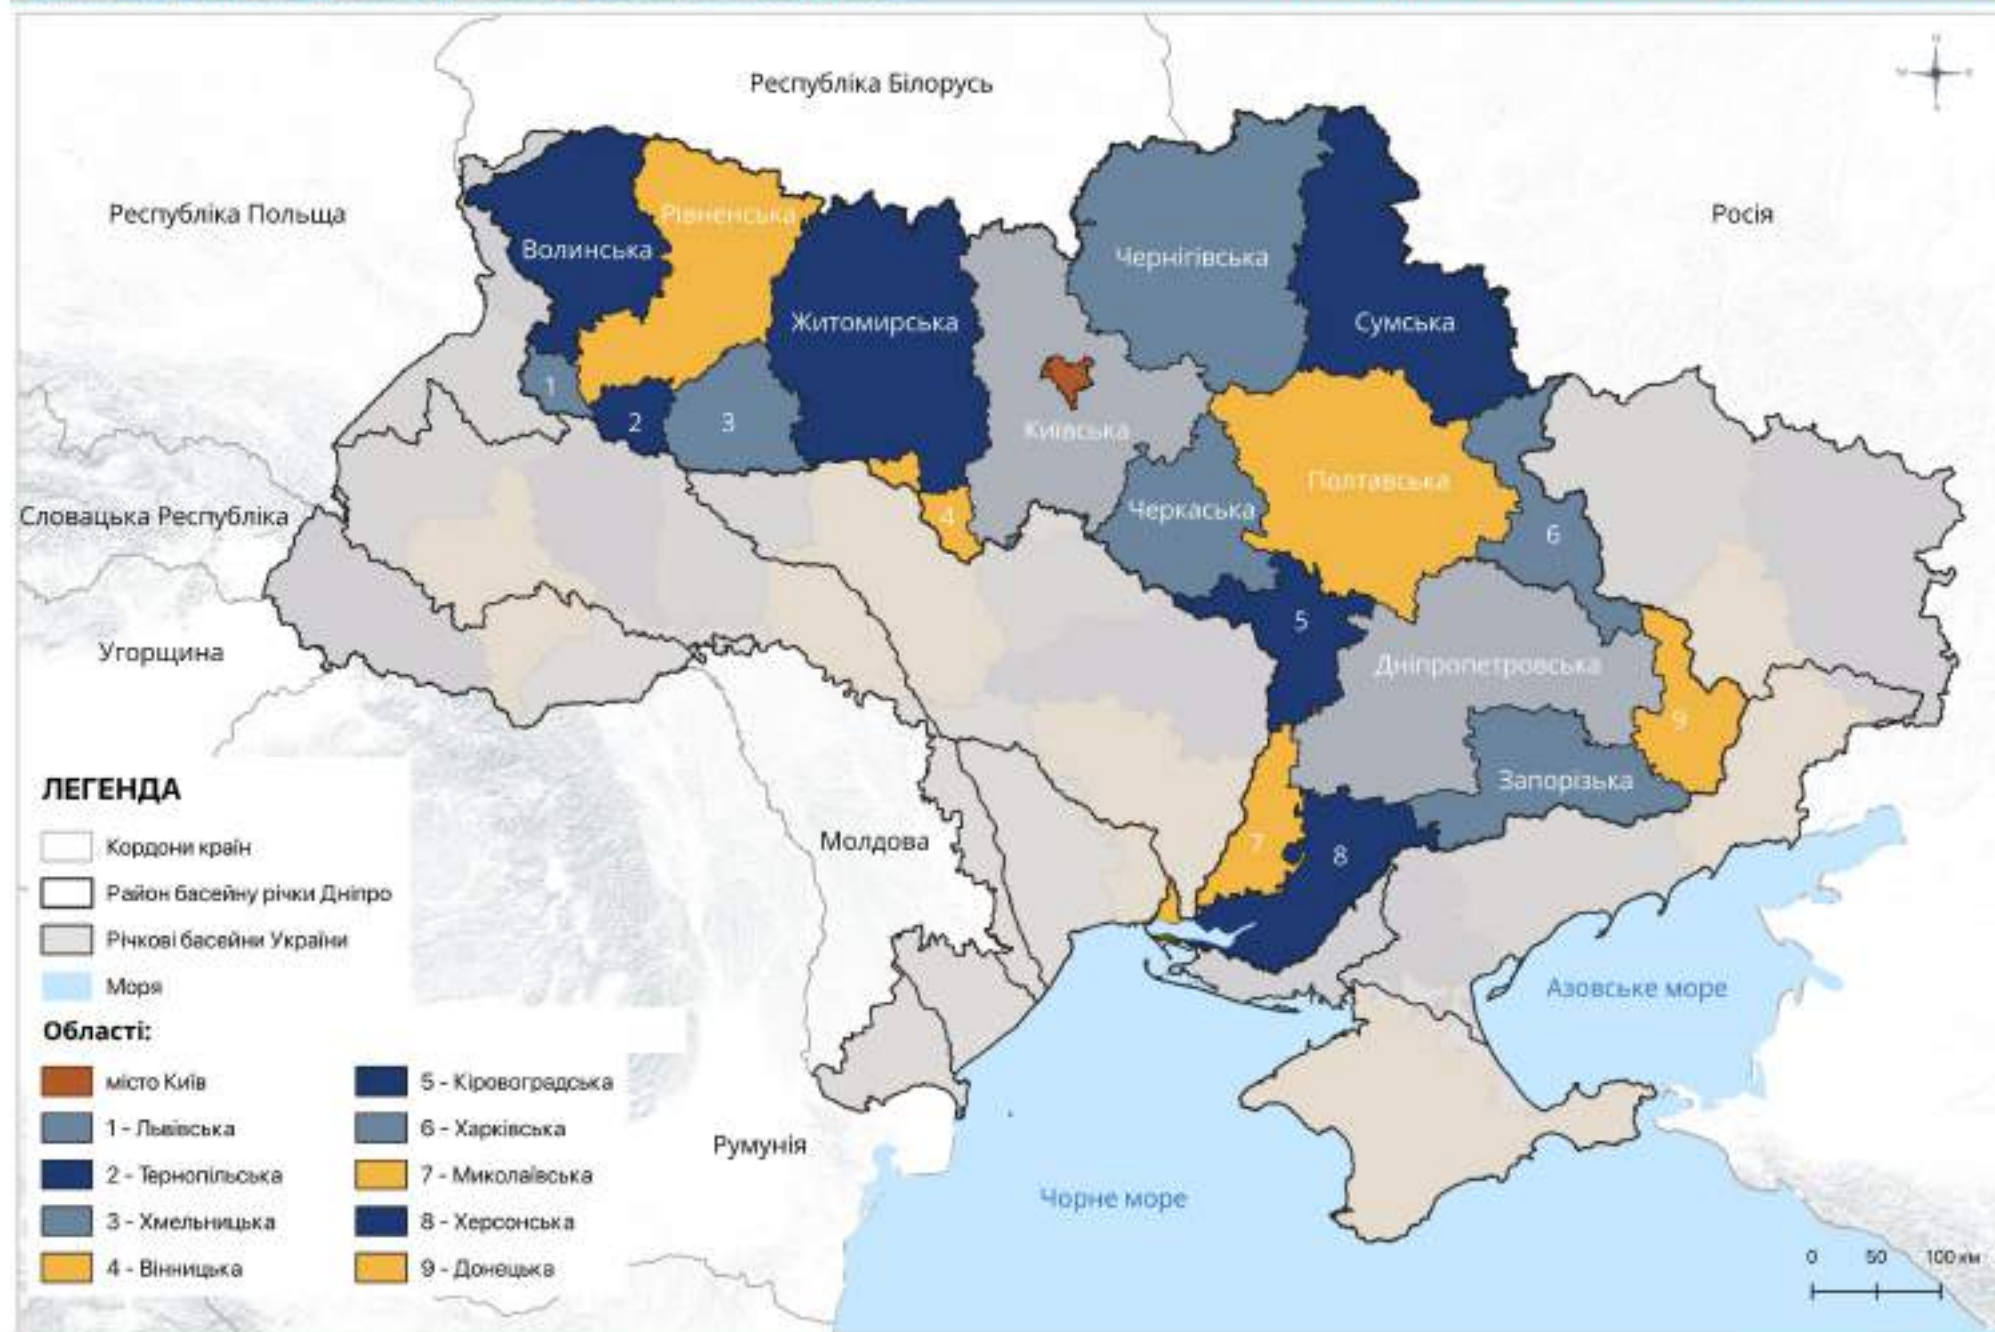 Республіка Білорусь
Республіка Польща
Росія
Рівненська
Волинська
Чернігівська
Житомирська
Сумська
1
2
3
Київська
Полтавська
Черкаська
4
Словацька Республіка
6
5
Угорщина
Дніпропетровська
9
Запорізька
Молдова
7
8
Азовське море
Румунія
Чорне море
ЛЕГЕНДА
Кордони країн
Район басейну річки Дніпро
Річкові басейни України
Моря
Області:
місто Київ
1 - Львівська
2 - Тернопільська
3 - Хмельницька
4 - Вінницька
5 - Кіровоградська
6 - Харківська
7 - Миколаївська
8 - Херсонська
9 - Донецька
0 50 100 км